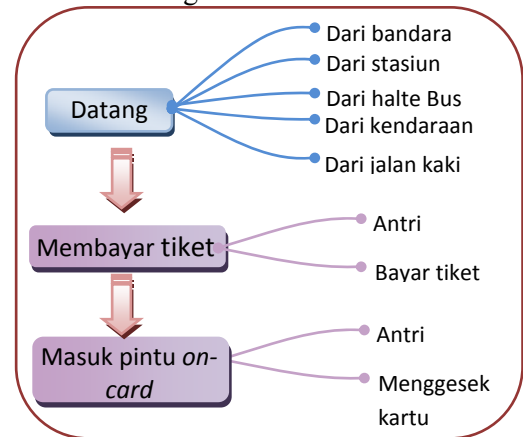 Datang
Dari bandara
Dari stasiun
Dari halte Bus
Dari kendaraan
Dari jalan kaki
Membayar tiket
Antri
Bayar tiket
Masuk pintu on-
card
Antri
Menggesek
kartu